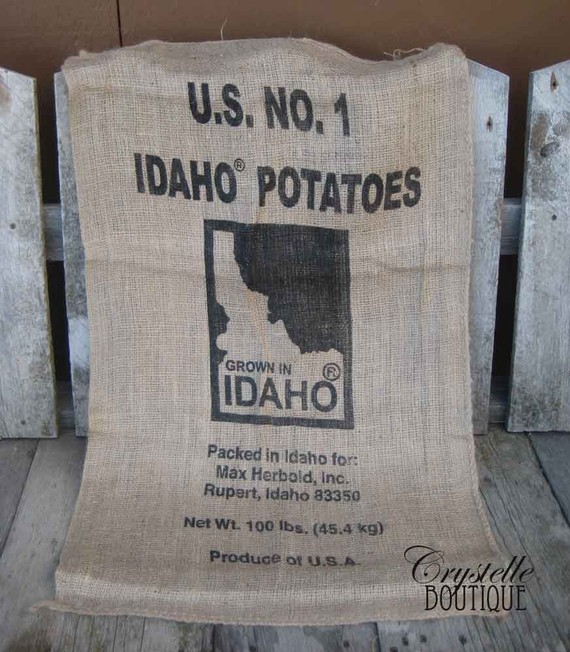 U.S. NO. 1
IDAHO® POTATOES
GROWN IN
IDAHO®
Packed in Idaho for:
Max Herbold, Inc.
Rupert, Idaho 83350
Net Wt. 100 lbs. (45.4 kg)
Produce of U.S.A.
Crystelle
BOUTIQUE